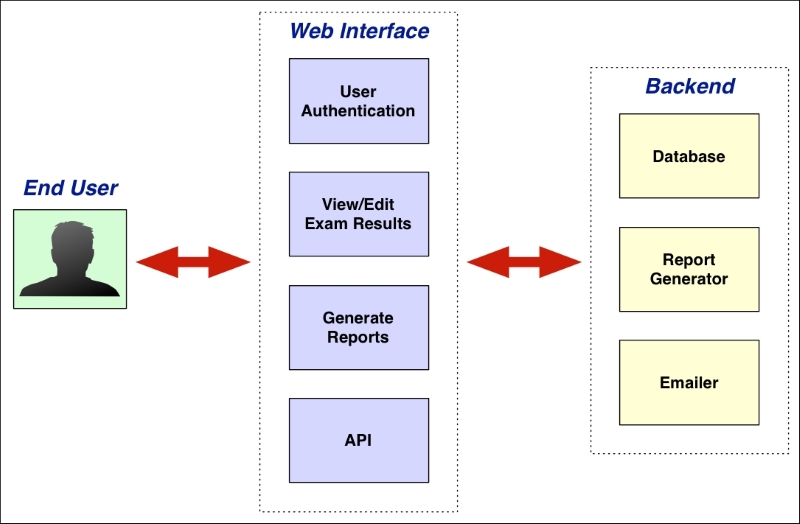 End User
Web Interface
User
Authentication
View/Edit
Exam Results
Generate
Reports
API
Backend
Database
Report
Generator
Emailer